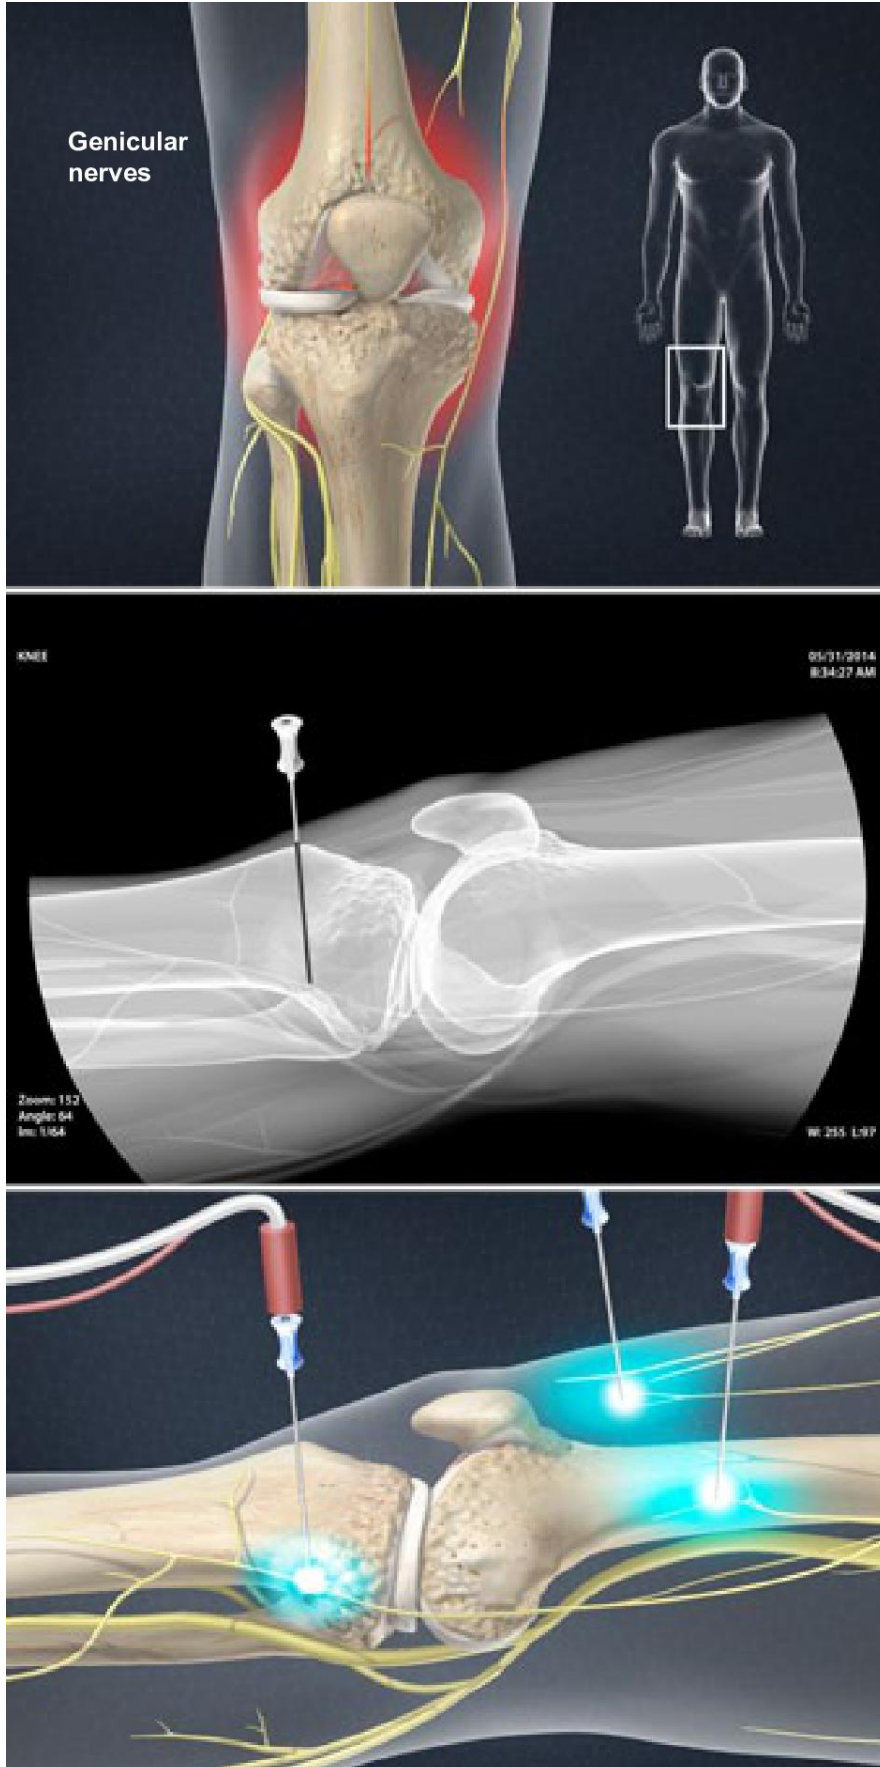 Genicular
nerves
KNEE
05/31/2014
8:34:27 AM
Zoom: 152
Angle: 64
Im: 1/64
W: 255 L:97